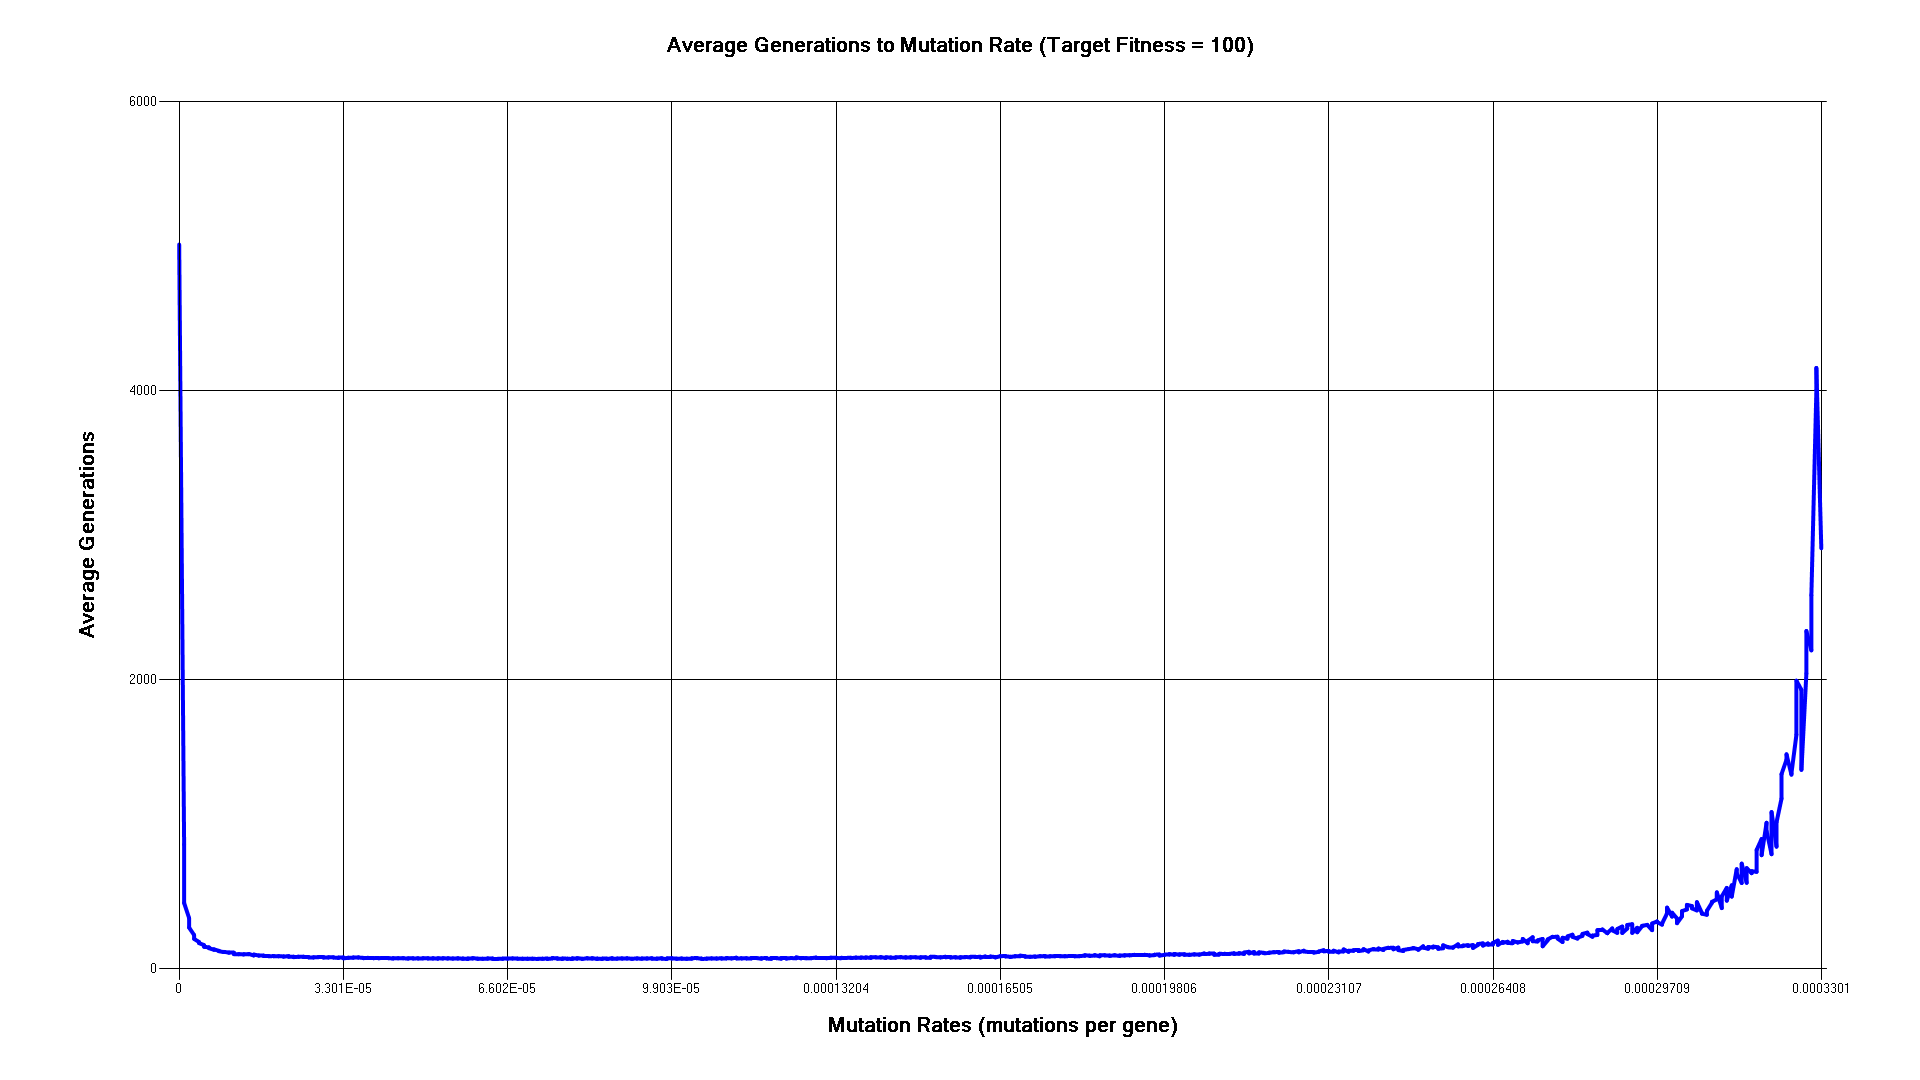 Average Generations to Mutation Rate (Target Fitness = 100)
6000
4000
2000
0
Average Generations
0 3.301E-05 6.602E-05 9.903E-05 0.00013204 0.00016505 0.00019806 0.00023107 0.00026408 0.00029709 0.0003301
Mutation Rates (mutations per gene)